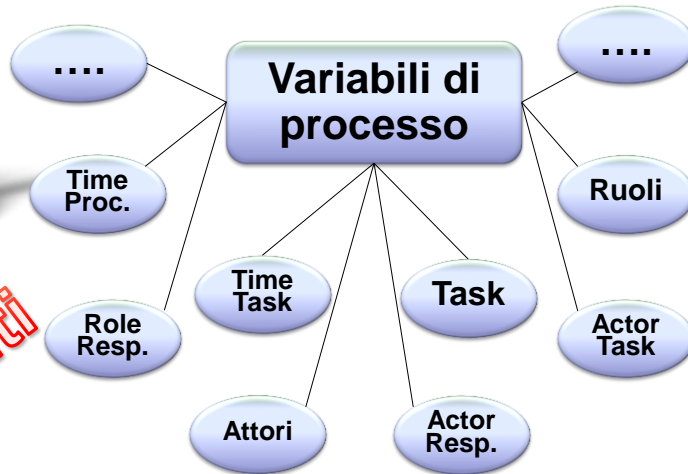 ....
....
Variabili di
processo
Time
Proc.
Ruoli
Time
Task
Task
Role
Resp.
Actor
Task
Attori
Actor
Resp.